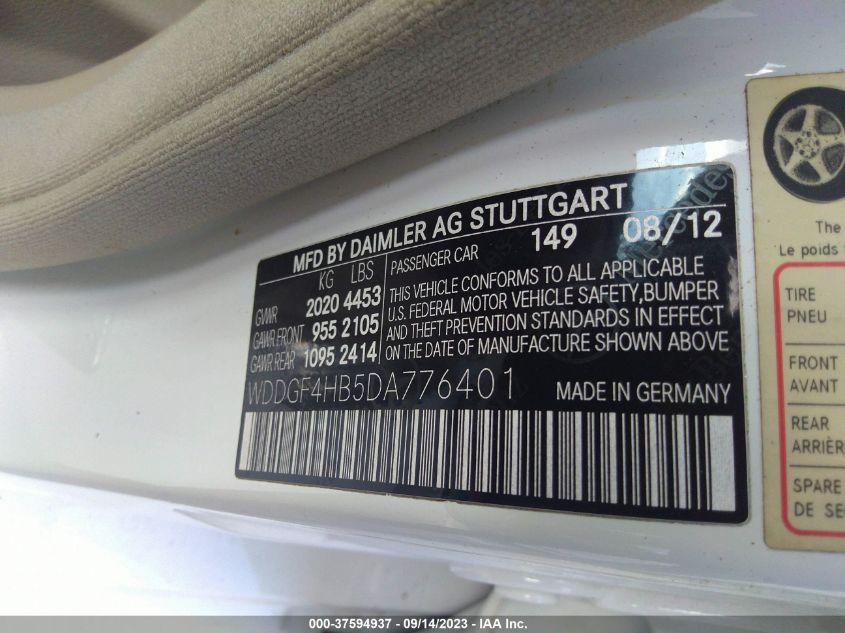 MFD BY DAIMLER AG STUTTGART
KG LBS
GVWR 2020 4453
GAWR FRONT 955 2105
GAWR REAR 1095 2414
PASSENGER CAR 149 08/12
THIS VEHICLE CONFORMS TO ALL APPLICABLE
U.S. FEDERAL MOTOR VEHICLE SAFETY,BUMPER
AND THEFT PREVENTION STANDARDS IN EFFECT
ON THE DATE OF MANUFACTURE SHOWN ABOVE
WDDGF4HB5DA776401 MADE IN GERMANY
The
Le poids
TIRE
PNEU
FRONT
AVANT
REAR
ARRIÈR
SPARE
DE SE
000-37594937 - 09/14/2023 - IAA Inc.